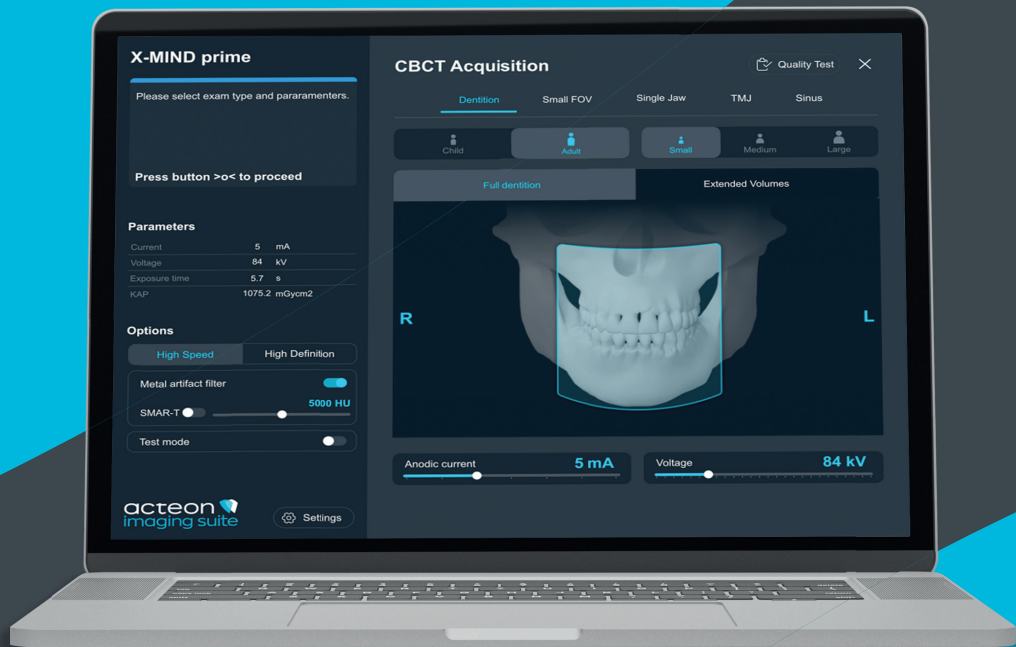 X-MIND prime
Please select exam type and pararamenters.
Press button >o< to proceed
Parameters
Current 5 mA
Voltage 84 kV
Exposure time 5.7 s
KAP 1075.2 mGycm2
Options
High Speed High Definition
Metal artifact filter
5000 HU
SMAR-T
Test mode
acteon
imaging suite
Settings
CBCT Acquisition
Quality Test
Dentition Small FOV Single Jaw TMJ Sinus
Child Adult Small Medium Large
Full dentition Extended Volumes
R L
Anodic current 5 mA Voltage 84 kV